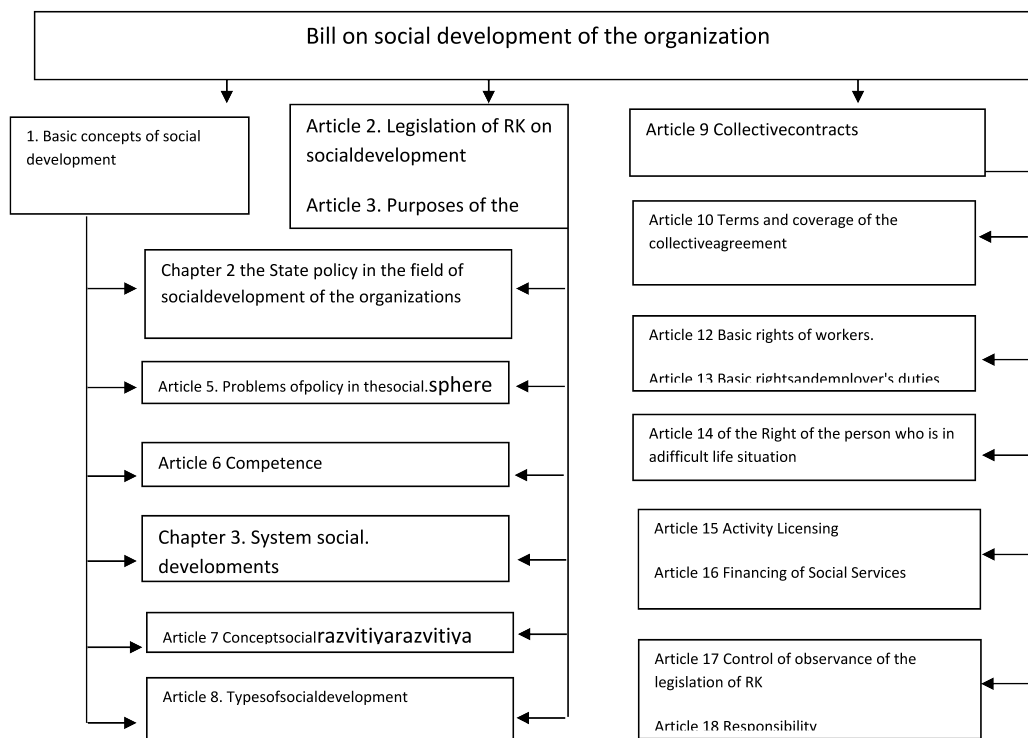 Bill on social development of the organization
1. Basic concepts of social
development
Article 2. Legislation of RK on
socialdevelopment
Article 3. Purposes of the
Chapter 2 the State policy in the field of
socialdevelopment of the organizations
Article 5. Problems ofpolicy in thesocial.sphere
Article 6 Competence
Chapter 3. System social.
developments
Article 7 Conceptsocialrazvitiyarazvitiya
Article 8. Typesofsocialdevelopment
Article 9 Collectivecontracts
Article 10 Terms and coverage of the
collectiveagreement
Article 12 Basic rights of workers.
Article 13 Basic rightsandemployer's duties
Article 14 of the Right of the person who is in
adifficult life situation
Article 15 Activity Licensing
Article 16 Financing of Social Services
Article 17 Control of observance of the
legislation of RK
Article 18 Responsibility